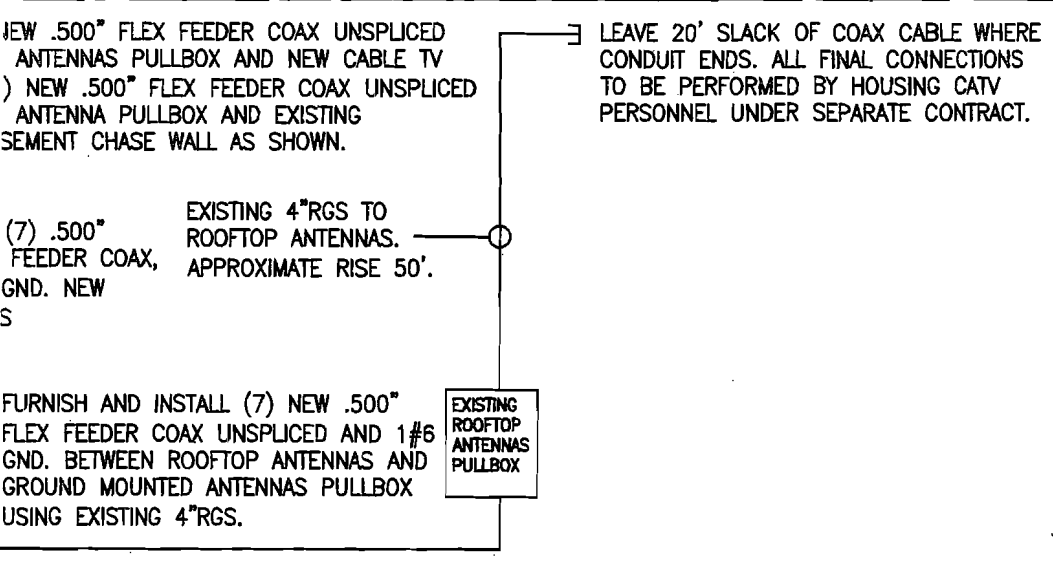 NEW .500" FLEX FEEDER COAX UNSPLICED
ANTENNAS PULLBOX AND NEW CABLE TV
) NEW .500" FLEX FEEDER COAX UNSPLICED
ANTENNA PULLBOX AND EXISTING
SEMENT CHASE WALL AS SHOWN.
LEAVE 20' SLACK OF COAX CABLE WHERE
CONDUIT ENDS. ALL FINAL CONNECTIONS
TO BE PERFORMED BY HOUSING CATV
PERSONNEL UNDER SEPARATE CONTRACT.
(7) .500"
FEEDER COAX,
GND. NEW
S
EXISTING 4"RGS TO
ROOFTOP ANTENNAS.
APPROXIMATE RISE 50'.
FURNISH AND INSTALL (7) NEW .500"
FLEX FEEDER COAX UNSPLICED AND 1#6
GND. BETWEEN ROOFTOP ANTENNAS AND
GROUND MOUNTED ANTENNAS PULLBOX
USING EXISTING 4"RGS.
EXISTING
ROOFTOP
ANTENNAS
PULLBOX